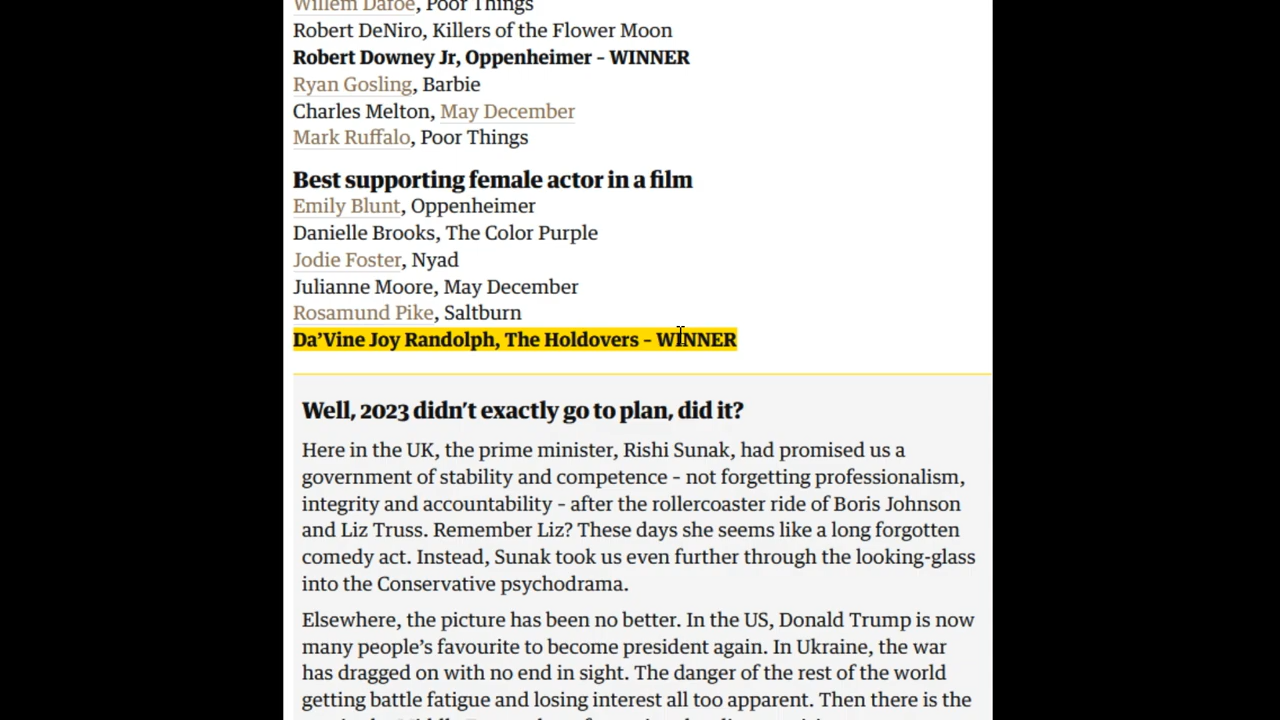 Willem Dafoe, Poor Things
Robert DeNiro, Killers of the Flower Moon
Robert Downey Jr, Oppenheimer – WINNER
Ryan Gosling, Barbie
Charles Melton, May December
Mark Ruffalo, Poor Things
Best supporting female actor in a film
Emily Blunt, Oppenheimer
Danielle Brooks, The Color Purple
Jodie Foster, Nyad
Julianne Moore, May December
Rosamund Pike, Saltburn
Da’Vine Joy Randolph, The Holdovers – WINNER
Well, 2023 didn’t exactly go to plan, did it?
Here in the UK, the prime minister, Rishi Sunak, had promised us a
government of stability and competence – not forgetting professionalism,
integrity and accountability – after the rollercoaster ride of Boris Johnson
and Liz Truss. Remember Liz? These days she seems like a long forgotten
comedy act. Instead, Sunak took us even further through the looking-glass
into the Conservative psychodrama.
Elsewhere, the picture has been no better. In the US, Donald Trump is now
many people’s favourite to become president again. In Ukraine, the war
has dragged on with no end in sight. The danger of the rest of the world
getting battle fatigue and losing interest all too apparent. Then there is the